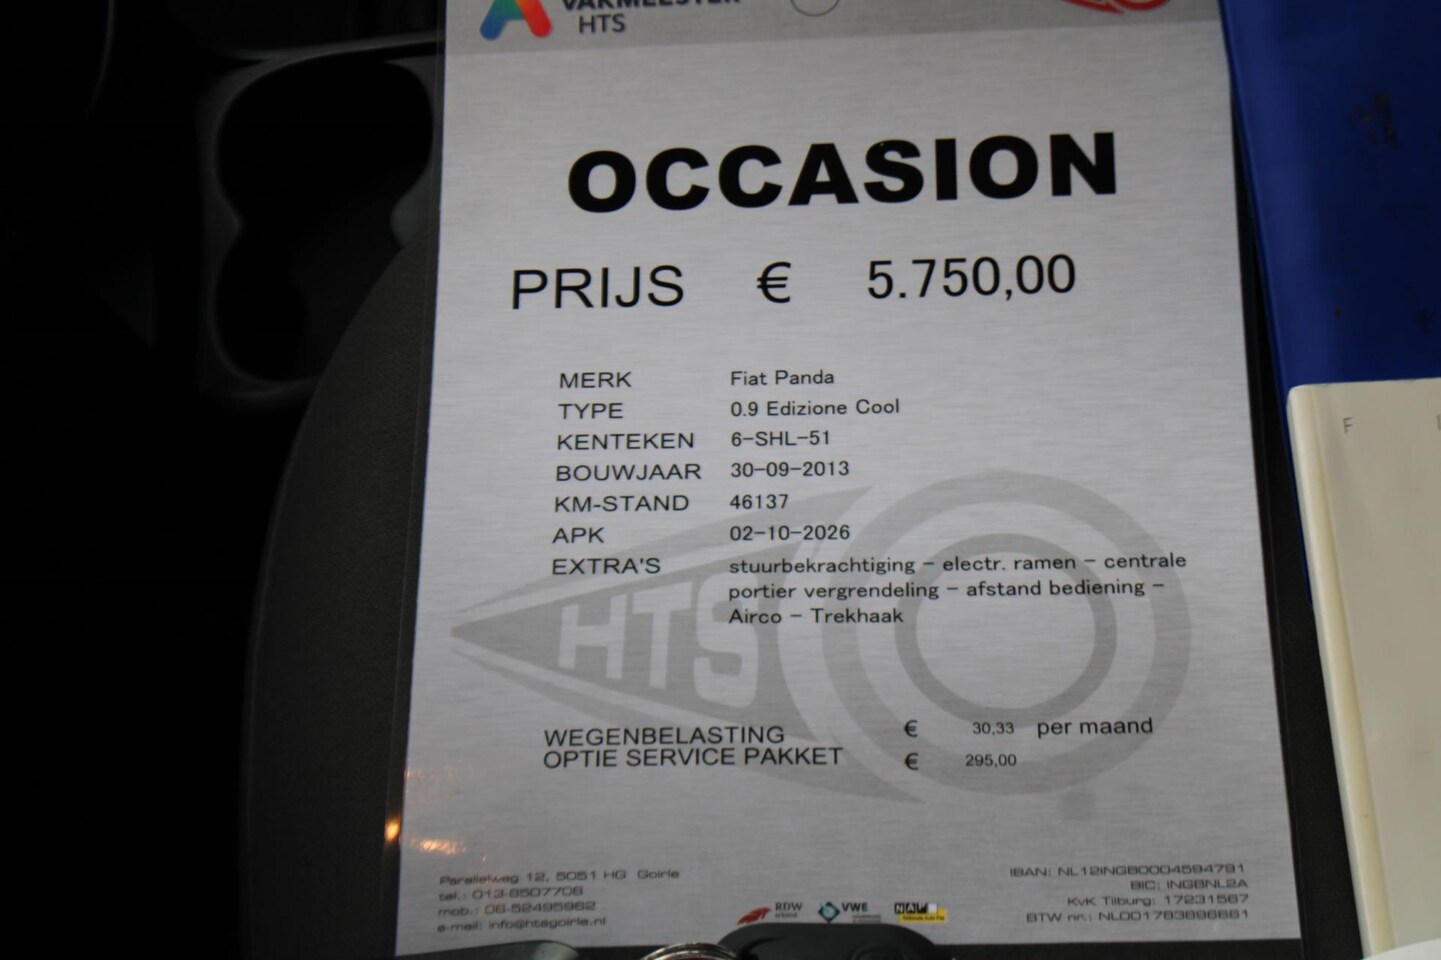 VAKMEESTER
HTS
OCCASION
PRIJS € 5.750,00
MERK Fiat Panda
TYPE 0.9 Edizione Cool
KENTEKEN 6-SHL-51
BOUWJAAR 30-09-2013
KM-STAND 46137
APK 02-10-2026
EXTRA'S stuurbekrachtiging - electr. ramen - centrale
portier vergrendeling - afstand bediening -
Airco - Trekhaak
HTS
WEGENBELASTING € 30,33 per maand
OPTIE SERVICE PAKKET € 295,00
Parallelweg 12, 5051 HG Goirle
tel.: 013-8507708
mob.: 06-52495962
e-mail: info@htsgoirle.nl
RDW
erkend
VWE
NAP
IBAN: NL12INGB0004594791
BIC: INGBNL2A
KvK Tilburg: 17231567
F